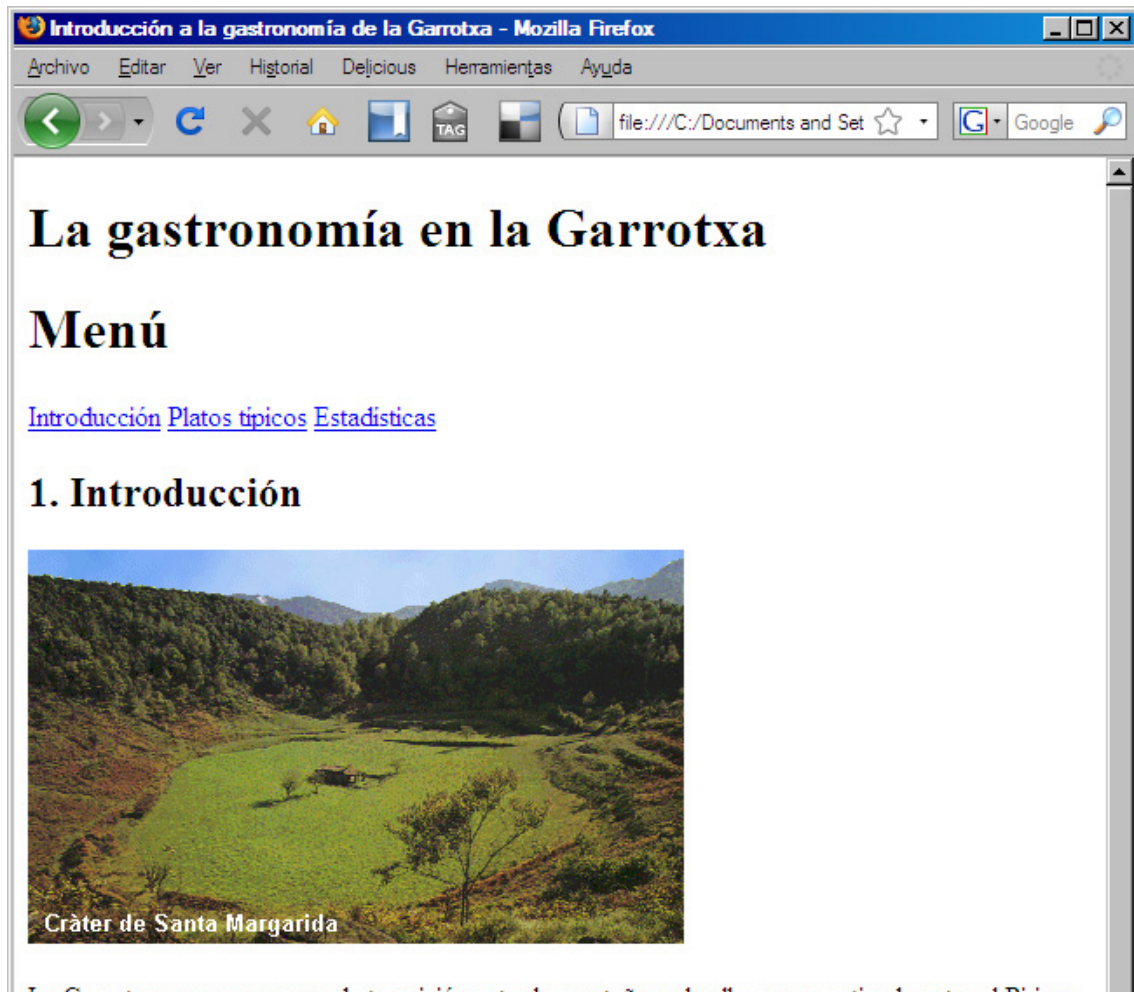 Introducción a la gastronomía de la Garrotxa - Mozilla Firefox
Archivo Editar Ver Historial Delicious Herramientas Ayuda
TAG file:///C:/Documents and Set G Google
La gastronomía en la Garrotxa
Menú
Introducción Platos típicos Estadísticas
1. Introducción
Cràter de Santa Margarida